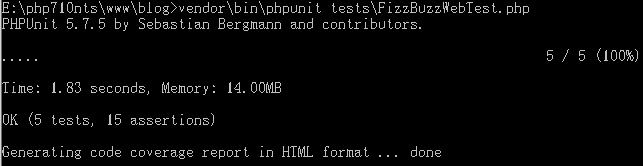 E:\php710nts\www\blog>vendor\bin\phpunit tests\FizzBuzzWebTest.php
PHPUnit 5.7.5 by Sebastian Bergmann and contributors.
..... 5 / 5 (100%)
Time: 1.83 seconds, Memory: 14.00MB
OK (5 tests, 15 assertions)
Generating code coverage report in HTML format ... done